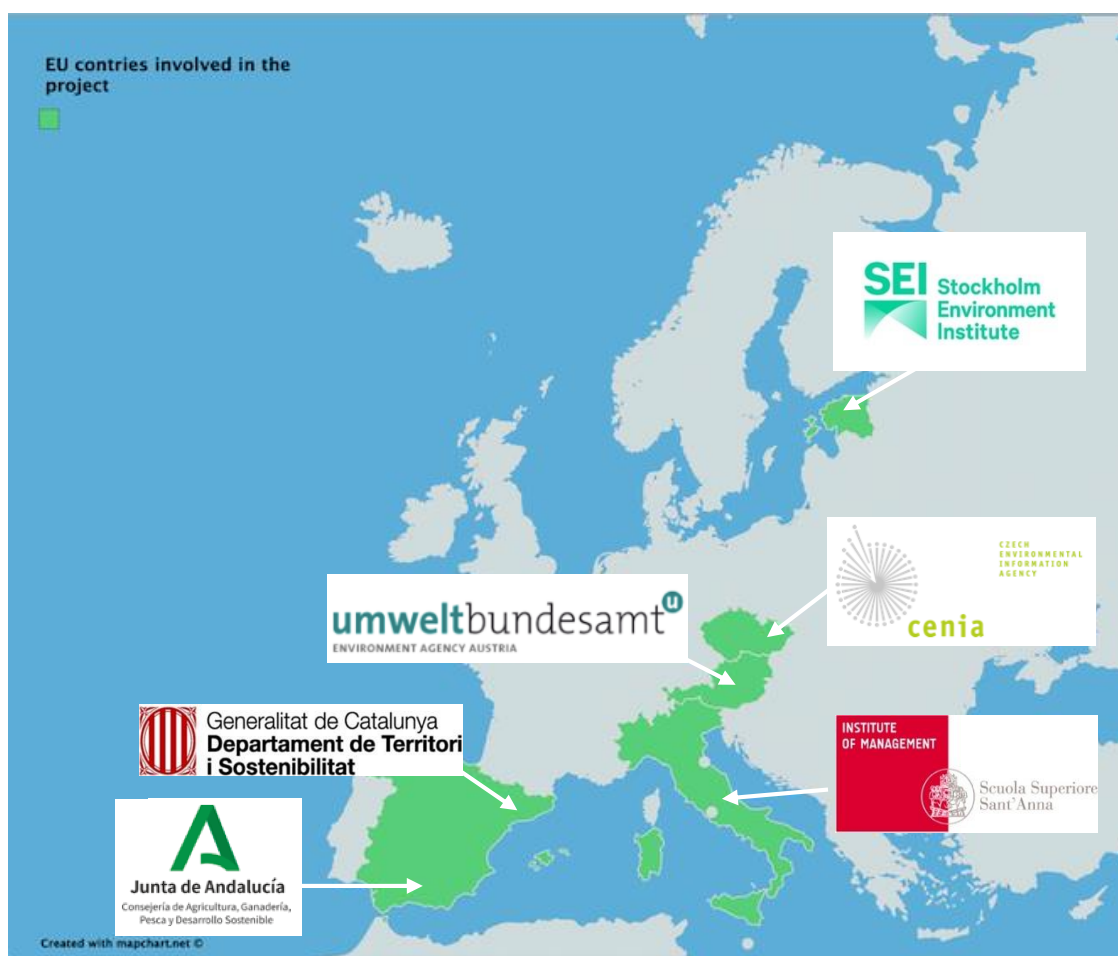 EU contries involved in the
project
SEI Stockholm
Environment
Institute
CZECH
ENVIRONMENTAL
INFORMATION
AGENCY
cenia
umweltbundesamt
u
ENVIRONMENT AGENCY AUSTRIA
Generalitat de Catalunya
Departament de Territori
i Sostenibilitat
INSTITUTE
OF MANAGEMENT
Scuola Superiore
Sant'Anna
Junta de Andalucía
Consejería de Agricultura, Ganadería,
Pesca y Desarrollo Sostenible
Created with mapchart.net ©